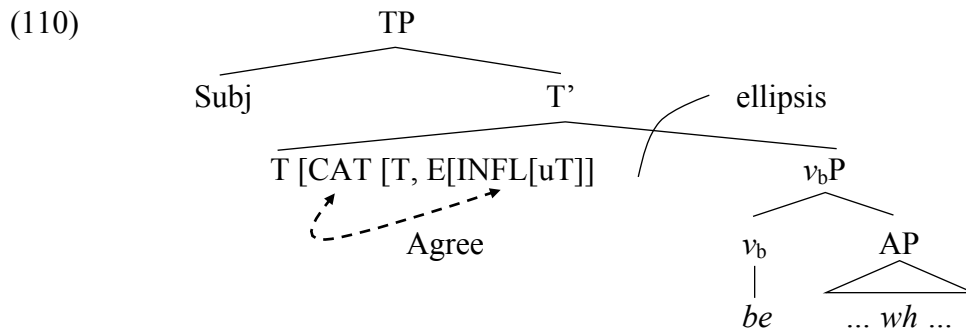 (110) TP
Subj T’ ellipsis
T [CAT [T, E[INFL[uT]] vbP
Agree vb AP
be ... wh ...